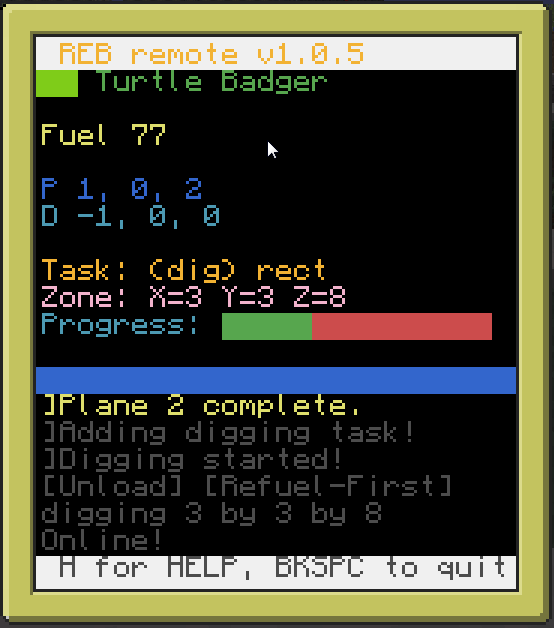 REB remote v1.0.5
Turtle Badger
Fuel 77
P 1, 0, 2
D -1, 0, 0
Task: (dig) rect
Zone: X=3 Y=3 Z=8
Progress:
]Plane 2 complete.
]Adding digging task!
]Digging started!
[Unload] [Refuel-First]
digging 3 by 3 by 8
Online!
H for HELP, BKSPC to quit